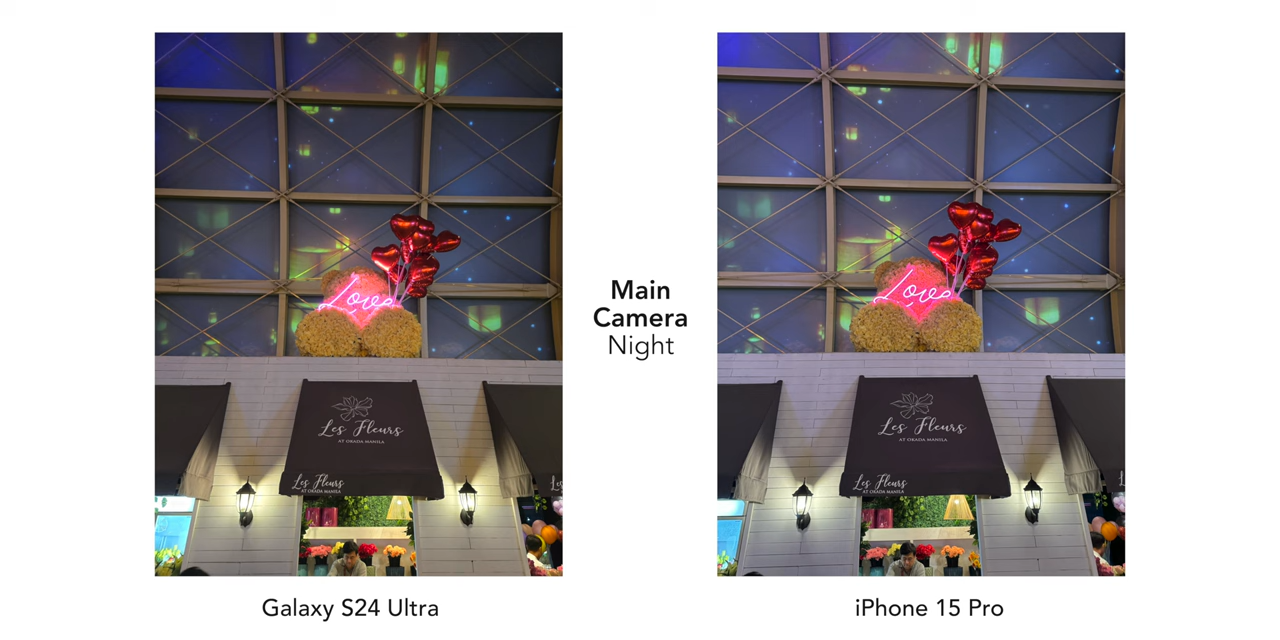 Love
Les Fleurs
AT OKADA MANILA
Les Fleurs
AT OKADA MANILA
Main
Camera
Night
Love
Les Fleurs
AT OKADA MANILA
Les Fleurs
AT OKADA MANILA
Galaxy S24 Ultra
iPhone 15 Pro